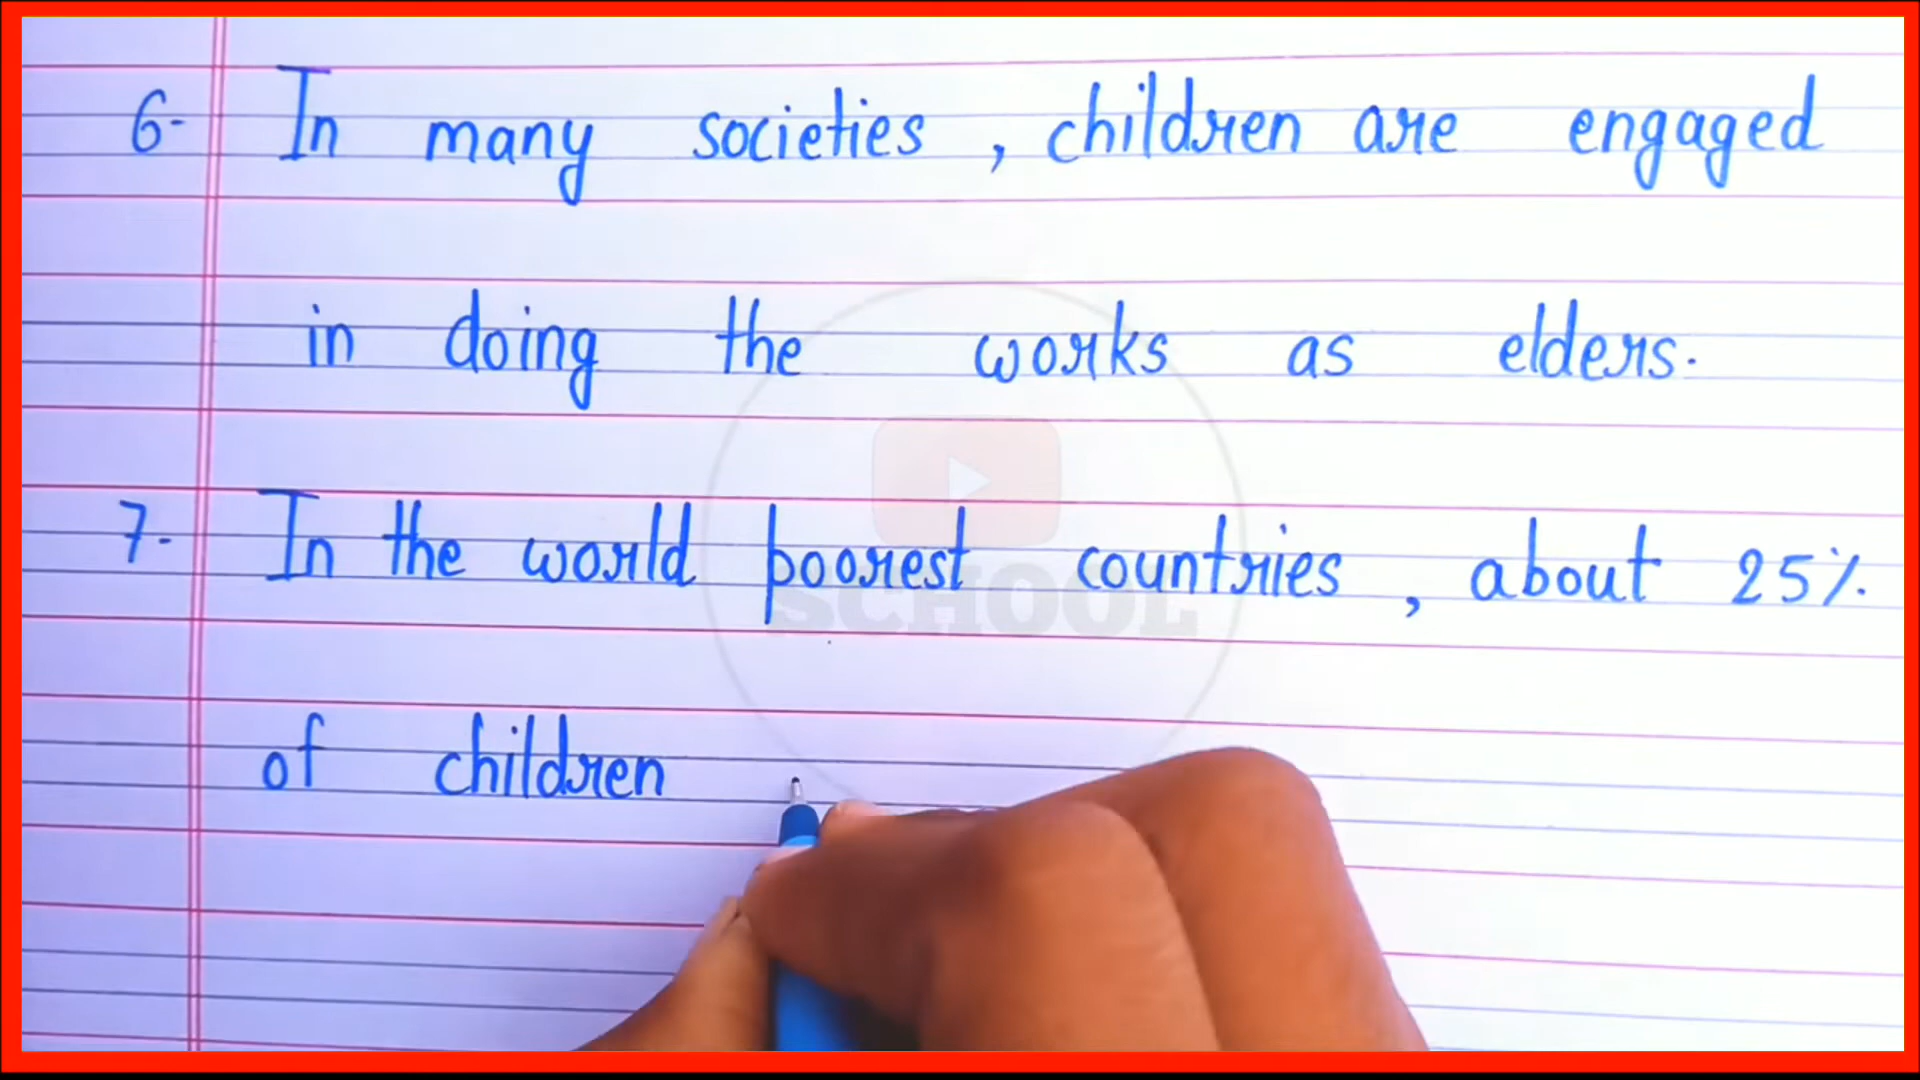 6- In many societies, children are engaged
in doing the works as elders.
7- In the world poorest countries, about 25%
of children
SCHOOL